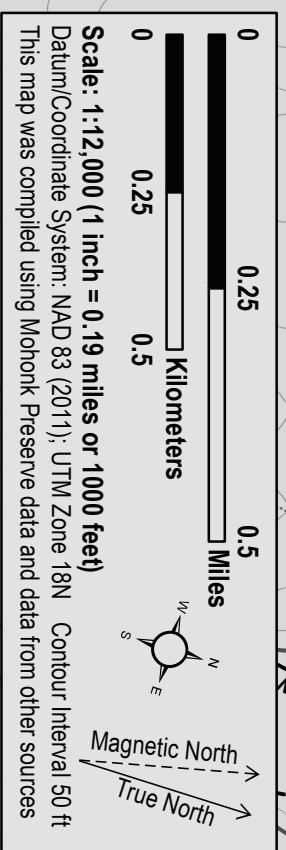 0 0.25 0.5
Miles
0 0.25 0.5
Kilometers
N
W
E
S
Magnetic North
True North
Scale: 1:12,000 (1 inch = 0.19 miles or 1000 feet)
Datum/Coordinate System: NAD 83 (2011); UTM Zone 18N Contour Interval 50 ft
This map was compiled using Mohonk Preserve data and data from other sources